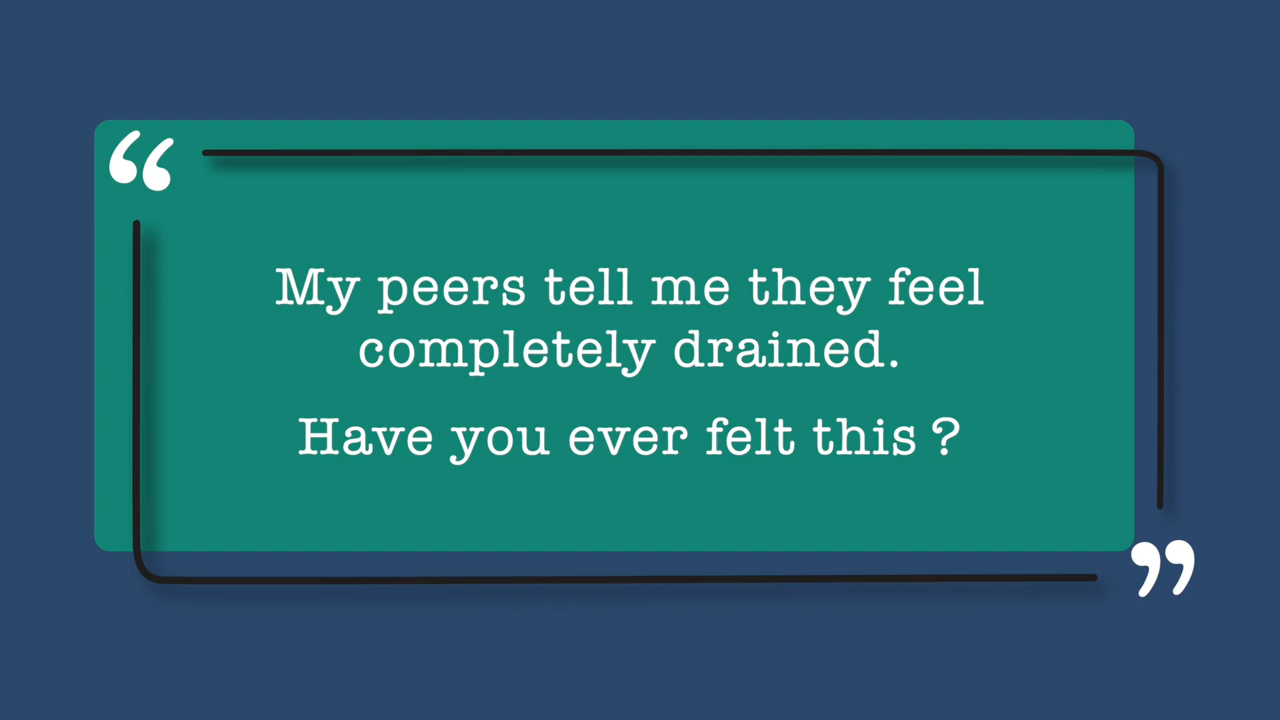 “
My peers tell me they feel
completely drained.
Have you ever felt this ?
”